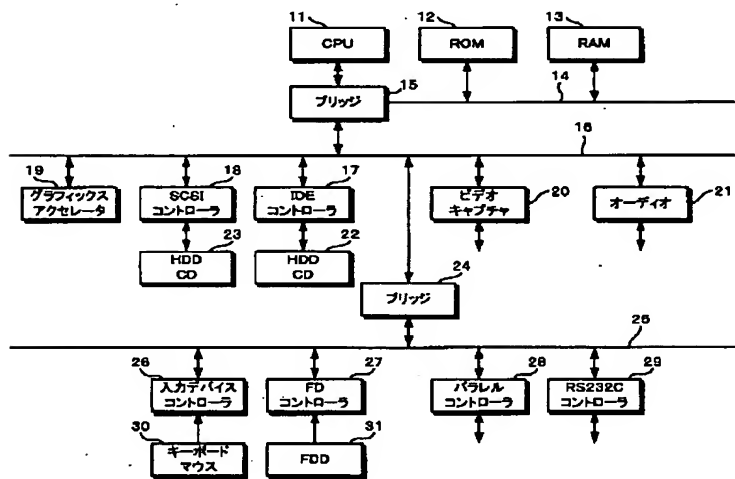 11
CPU
12
ROM
13
RAM
ブリッジ
15
14
16
19
グラフィックス
アクセレータ
18
SCSI
コントローラ
17
IDE
コントローラ
ビデオ
キャプチャ
20
オーディオ
21
23
HDD
CD
22
HDD
CD
24
ブリッジ
25
26
入力デバイス
コントローラ
27
FD
コントローラ
28
パラレル
コントローラ
29
RS232C
コントローラ
30
キーボード
マウス
31
FDD